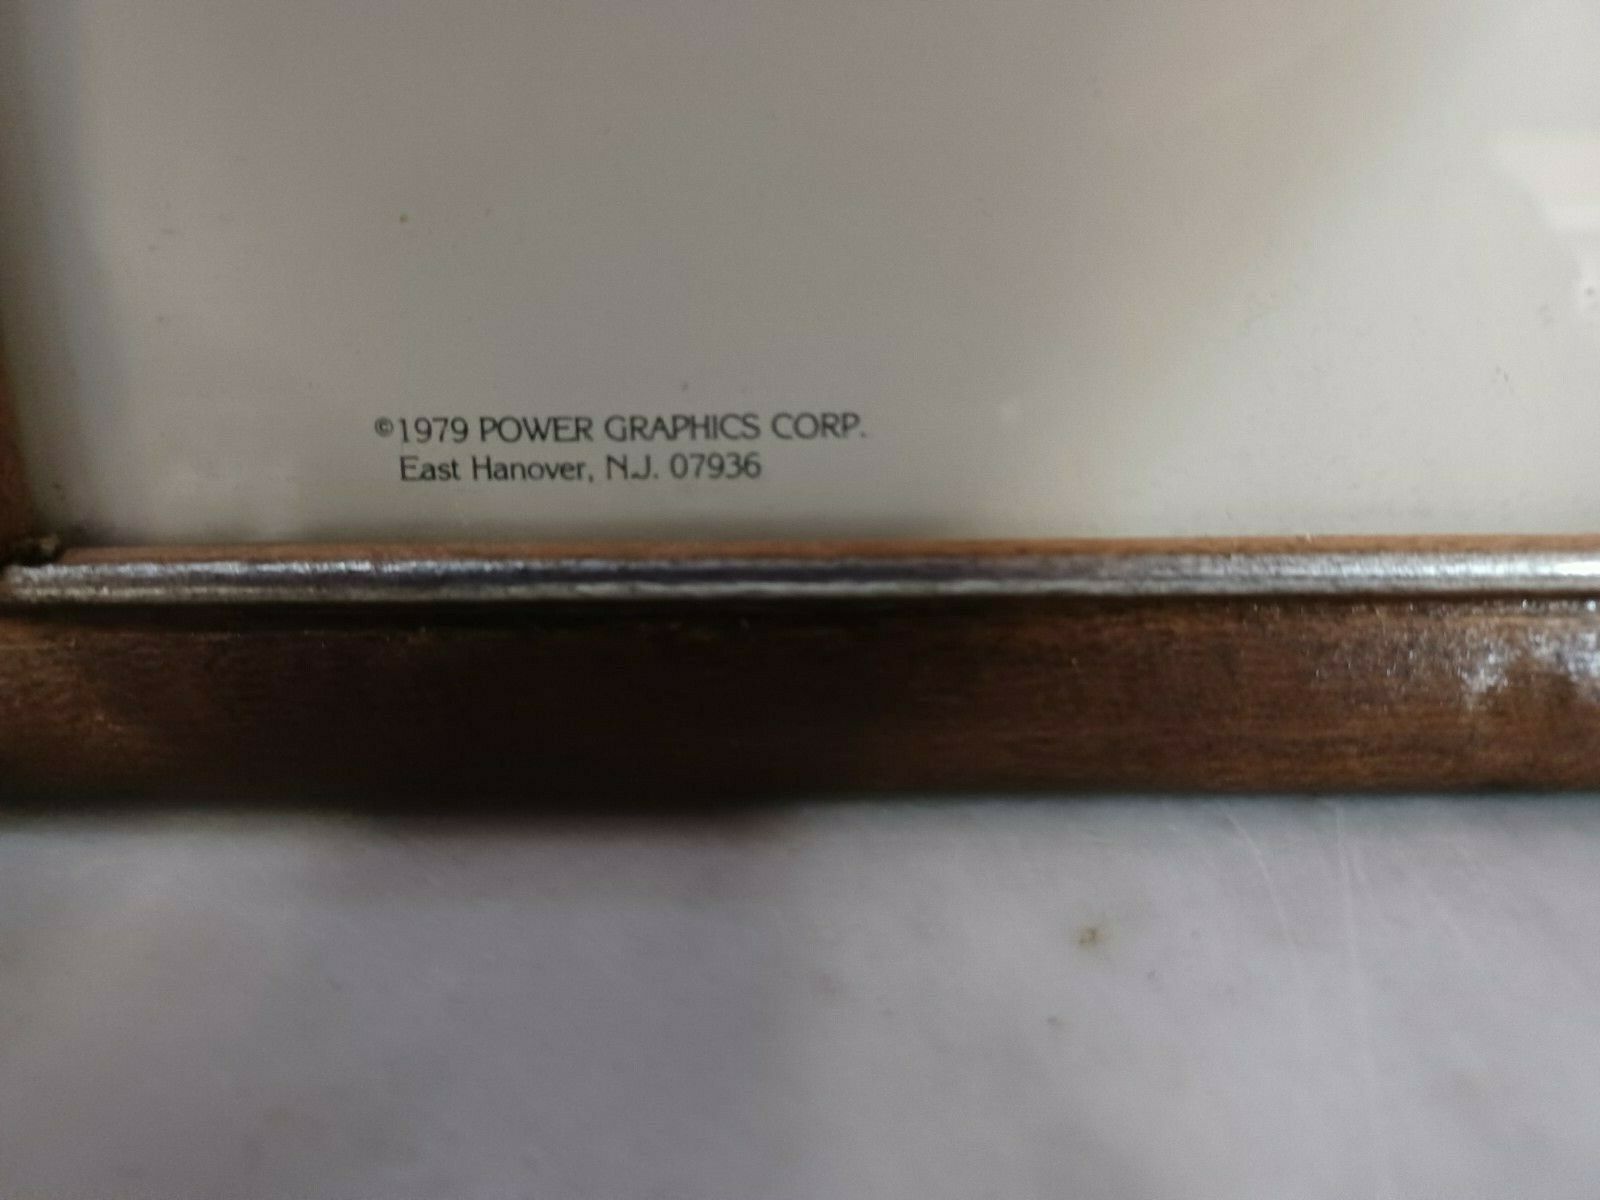 ©1979 POWER GRAPHICS CORP.
East Hanover, N.J. 07936